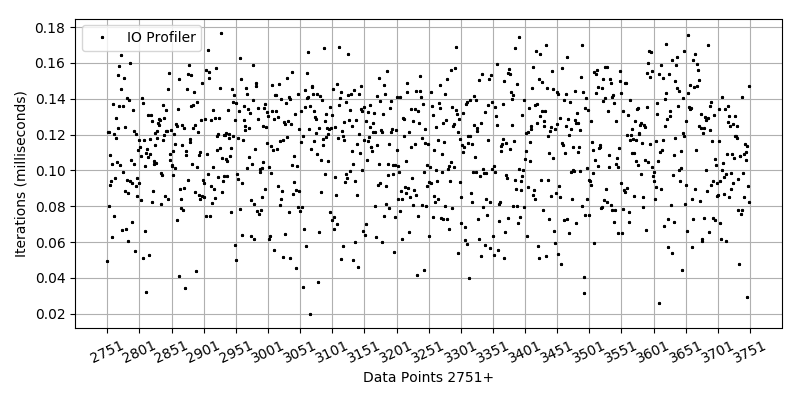 IO Profiler
0.18
0.16
0.14
0.12
0.10
0.08
0.06
0.04
0.02
Iterations (milliseconds)
2751 2801 2851 2901 2951 3001 3051 3101 3151 3201 3251 3301 3351 3401 3451 3501 3551 3601 3651 3701 3751
Data Points 2751+